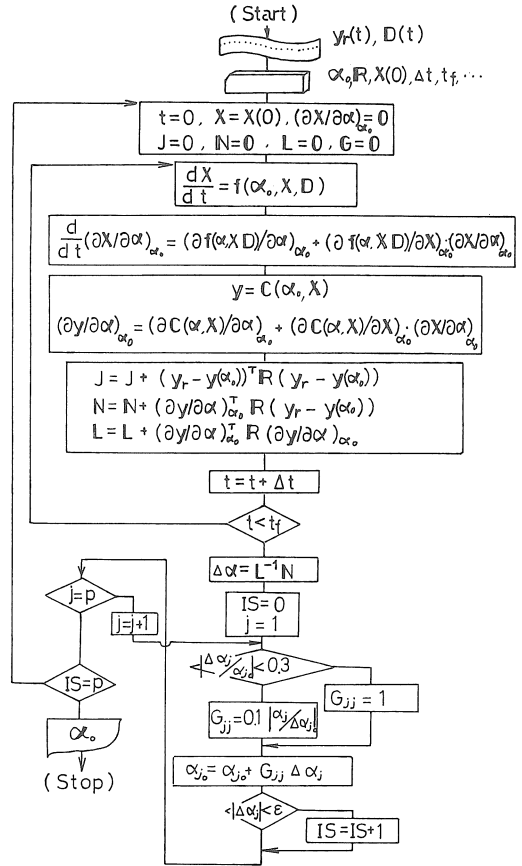 (Start)
yr(t), D(t)
α₀, R, X(0), Δt, tf, ···
t=0, X=X(0), (∂X/∂α)α₀=0
J=0, N=0, L=0, G=0
dX/dt = f(α₀, X, D)
d/dt (∂X/∂α)α₀ = (∂f(α,X D)/∂α)α₀ + (∂f(α,X D)/∂X)α₀·(∂X/∂α)α₀
y = C(α₀, X)
(∂y/∂α)α₀ = (∂C(α,X)/∂α)α₀ + (∂C(α,X)/∂X)α₀·(∂X/∂α)α₀
J = J + (yr - y(α₀))ᵀ R (yr - y(α₀))
N = N + (∂y/∂α)ᵀα₀ R (yr - y(α₀))
L = L + (∂y/∂α)ᵀα₀ R (∂y/∂α)α₀
t = t + Δt
t < tf
Δα = L⁻¹ N
IS=0
j = 1
j=p
j=j+1
|Δαj/αj₀|<0.3
Gjj = 1
IS=p
Gjj=0.1 |αj/Δαj₀|
α₀
αj₀ = αj₀ + Gjj Δαj
(Stop)
|Δαj|<ε
IS=IS+1